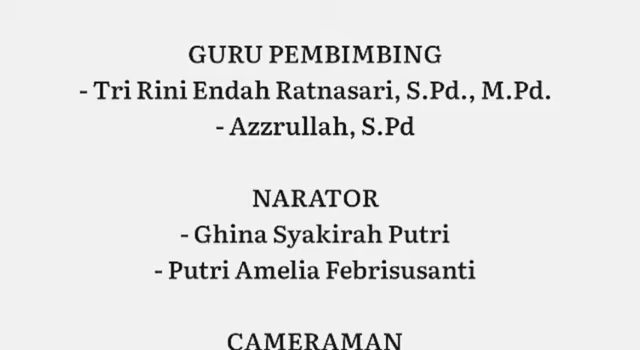 GURU PEMBIMBING
- Tri Rini Endah Ratnasari, S.Pd., M.Pd.
- Azzrullah, S.Pd
NARATOR
- Ghina Syakirah Putri
- Putri Amelia Febrisusanti
CAMERAMAN